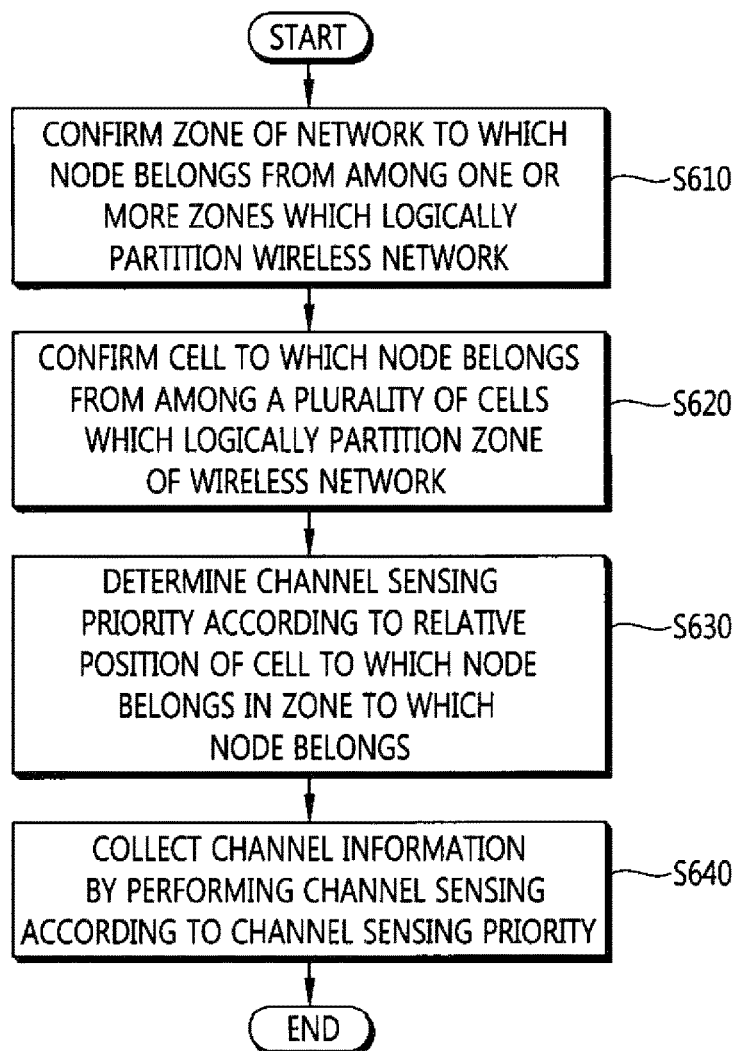 START
CONFIRM ZONE OF NETWORK TO WHICH
NODE BELONGS FROM AMONG ONE OR
MORE ZONES WHICH LOGICALLY
PARTITION WIRELESS NETWORK
S610
CONFIRM CELL TO WHICH NODE BELONGS
FROM AMONG A PLURALITY OF CELLS
WHICH LOGICALLY PARTITION ZONE
OF WIRELESS NETWORK
S620
DETERMINE CHANNEL SENSING
PRIORITY ACCORDING TO RELATIVE
POSITION OF CELL TO WHICH NODE
BELONGS IN ZONE TO WHICH
NODE BELONGS
S630
COLLECT CHANNEL INFORMATION
BY PERFORMING CHANNEL SENSING
ACCORDING TO CHANNEL SENSING PRIORITY
S640
END